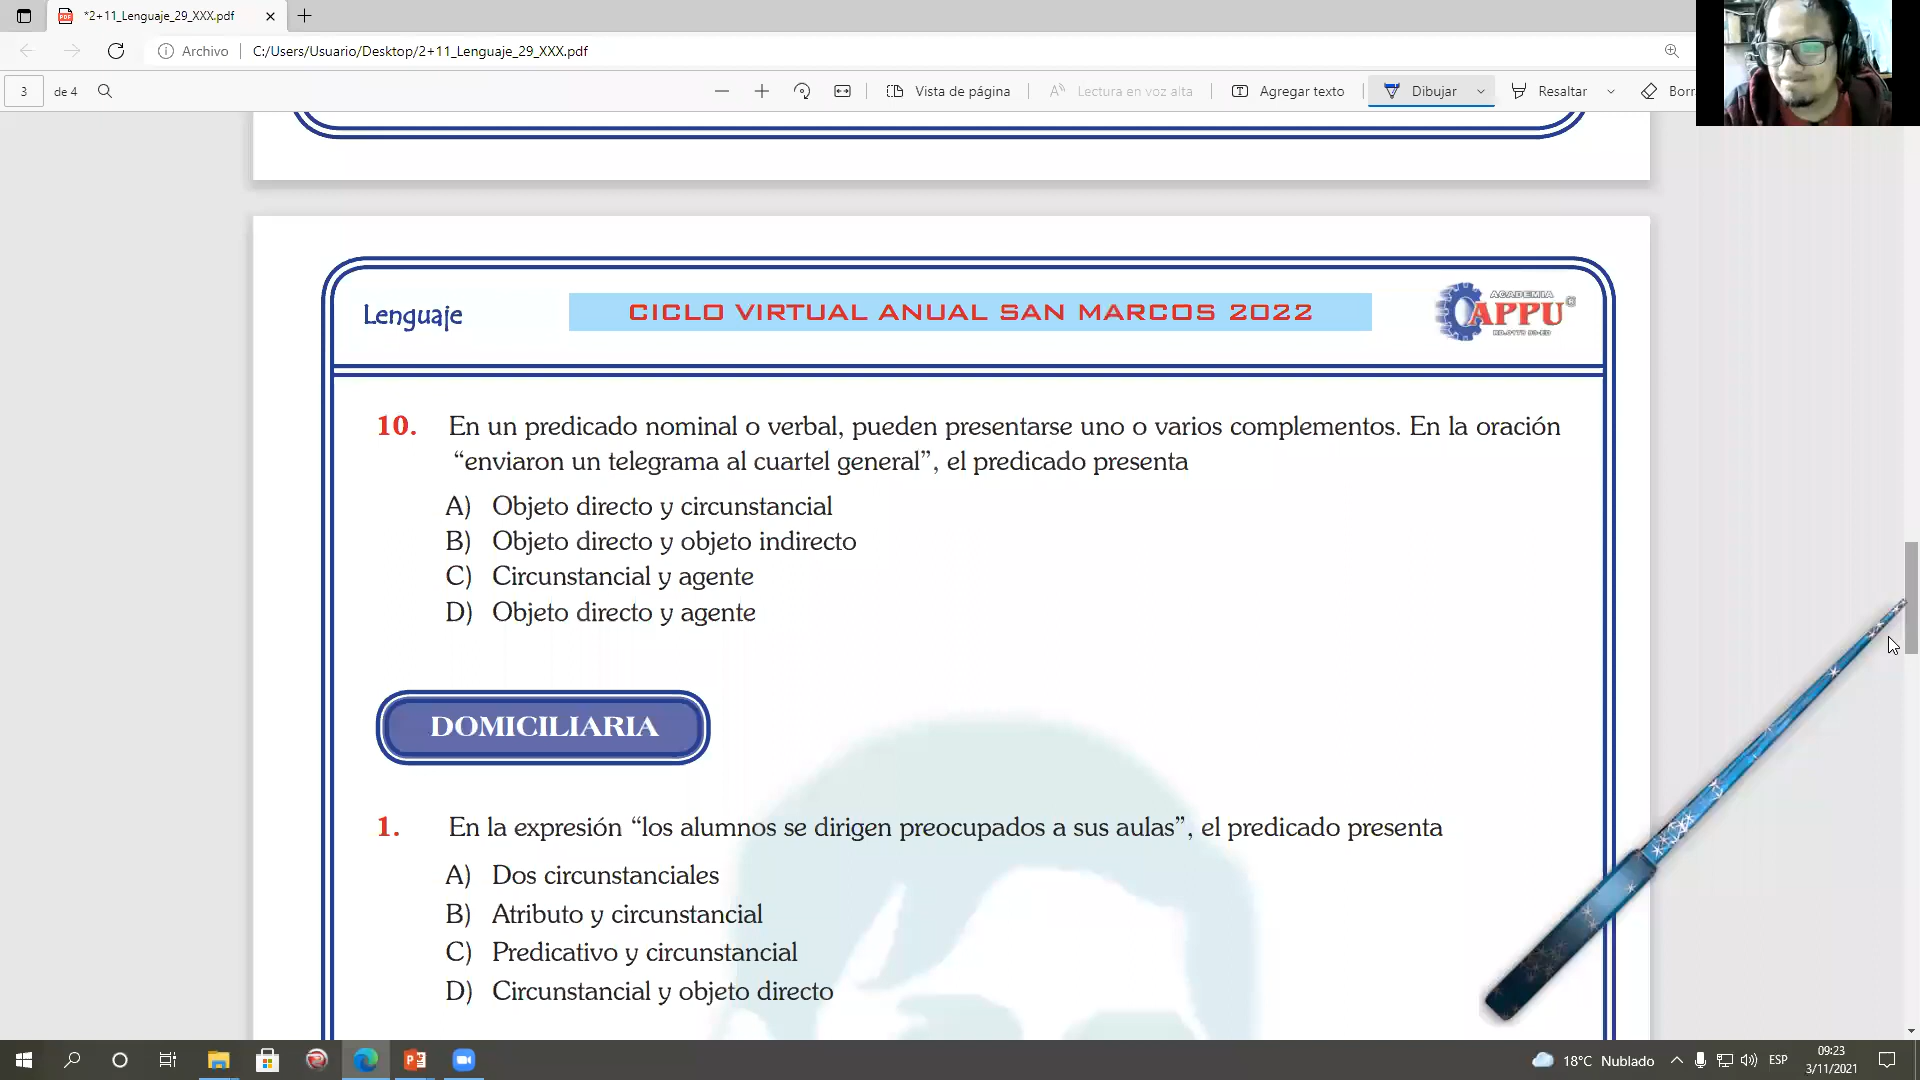 *2+11_Lenguaje_29_XXX.pdf
Archivo C:/Users/Usuario/Desktop/2+11_Lenguaje_29_XXX.pdf
3 de 4 Vista de página Lectura en voz alta Agregar texto Dibujar Resaltar Borr
Lenguaje
CICLO VIRTUAL ANUAL SAN MARCOS 2022
ACADEMIA
APPU
10. En un predicado nominal o verbal, pueden presentarse uno o varios complementos. En la oración
“enviaron un telegrama al cuartel general”, el predicado presenta
A) Objeto directo y circunstancial
B) Objeto directo y objeto indirecto
C) Circunstancial y agente
D) Objeto directo y agente
DOMICILIARIA
1. En la expresión “los alumnos se dirigen preocupados a sus aulas”, el predicado presenta
A) Dos circunstanciales
B) Atributo y circunstancial
C) Predicativo y circunstancial
D) Circunstancial y objeto directo
18°C Nublado ESP 09:23
3/11/2021